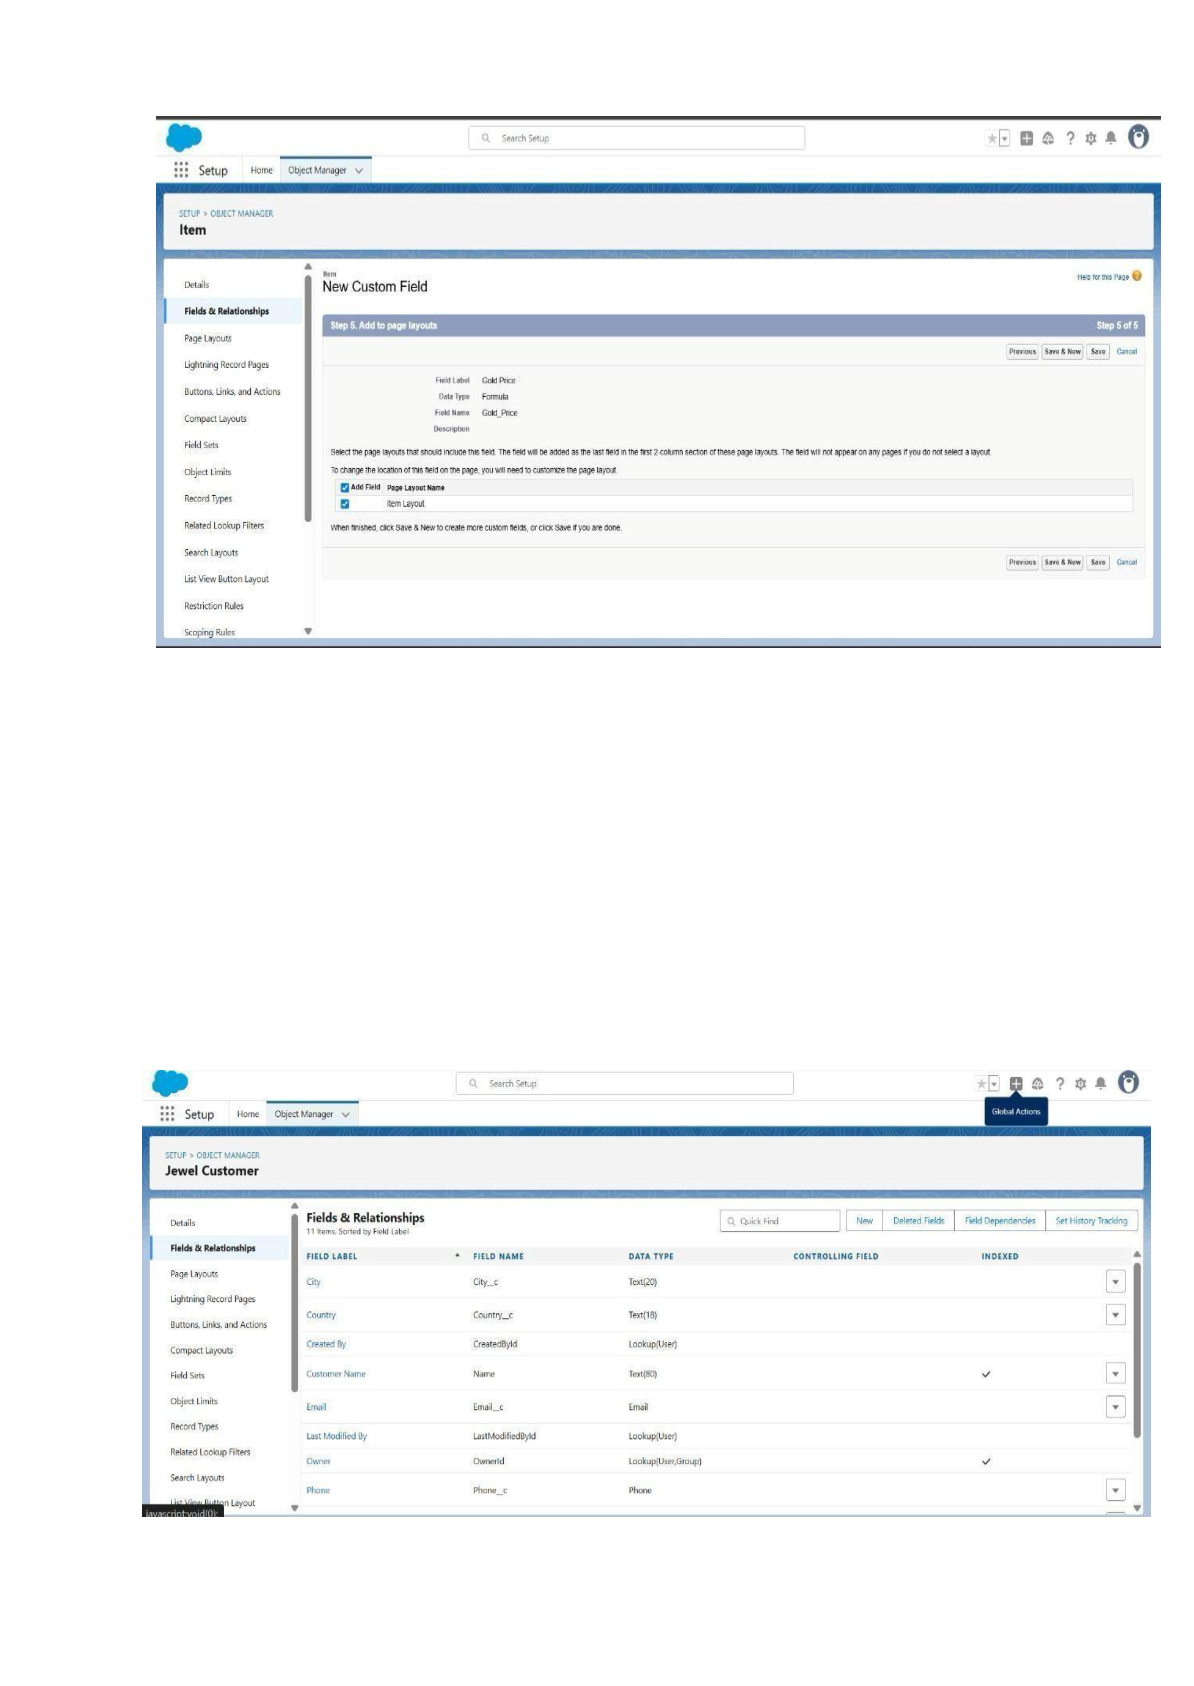 Search Setup
Setup Home Object Manager
SETUP > OBJECT MANAGER
Item
Details
Fields & Relationships
Page Layouts
Lightning Record Pages
Buttons, Links, and Actions
Compact Layouts
Field Sets
Object Limits
Record Types
Related Lookup Filters
Search Layouts
List View Button Layout
Restriction Rules
Scoping Rules
Item
New Custom Field
Help for this Page
Step 5. Add to page layouts Step 5 of 5
Previous Save & New Save Cancel
Field Label Gold Price
Data Type Formula
Field Name Gold_Price
Description
Select the page layouts that should include this field. The field will be added as the last field in the first 2-column section of these page layouts. The field will not appear on any pages if you do not select a layout.
To change the location of this field on the page, you will need to customize the page layout.
Add Field Page Layout Name
Item Layout
When finished, click Save & New to create more custom fields, or click Save if you are done.
Previous Save & New Save Cancel
Search Setup
Global Actions
Setup Home Object Manager
SETUP > OBJECT MANAGER
Jewel Customer
Details
Fields & Relationships
Page Layouts
Lightning Record Pages
Buttons, Links, and Actions
Compact Layouts
Field Sets
Object Limits
Record Types
Related Lookup Filters
Search Layouts
List View Button Layout
javascript:void(0);
Fields & Relationships
11 Items, Sorted by Field Label
Quick Find New Deleted Fields Field Dependencies Set History Tracking
FIELD LABEL FIELD NAME DATA TYPE CONTROLLING FIELD INDEXED
City City__c Text(20)
Country Country__c Text(18)
Created By CreatedById Lookup(User)
Customer Name Name Text(80)
Email Email__c Email
Last Modified By LastModifiedById Lookup(User)
Owner OwnerId Lookup(User,Group)
Phone Phone__c Phone